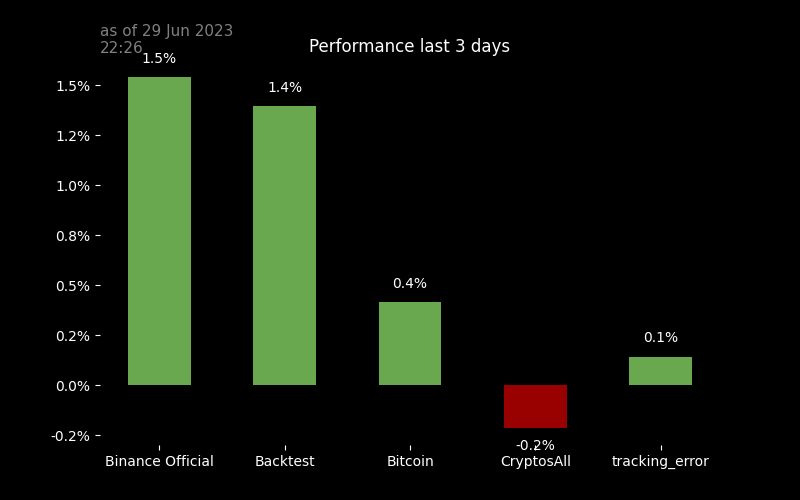 as of 29 Jun 2023
22:26
Performance last 3 days
1.5%
1.4%
0.4%
-0.2%
0.1%
1.5%
1.2%
1.0%
0.8%
0.5%
0.2%
0.0%
-0.2%
Binance Official
Backtest
Bitcoin
CryptosAll
tracking_error